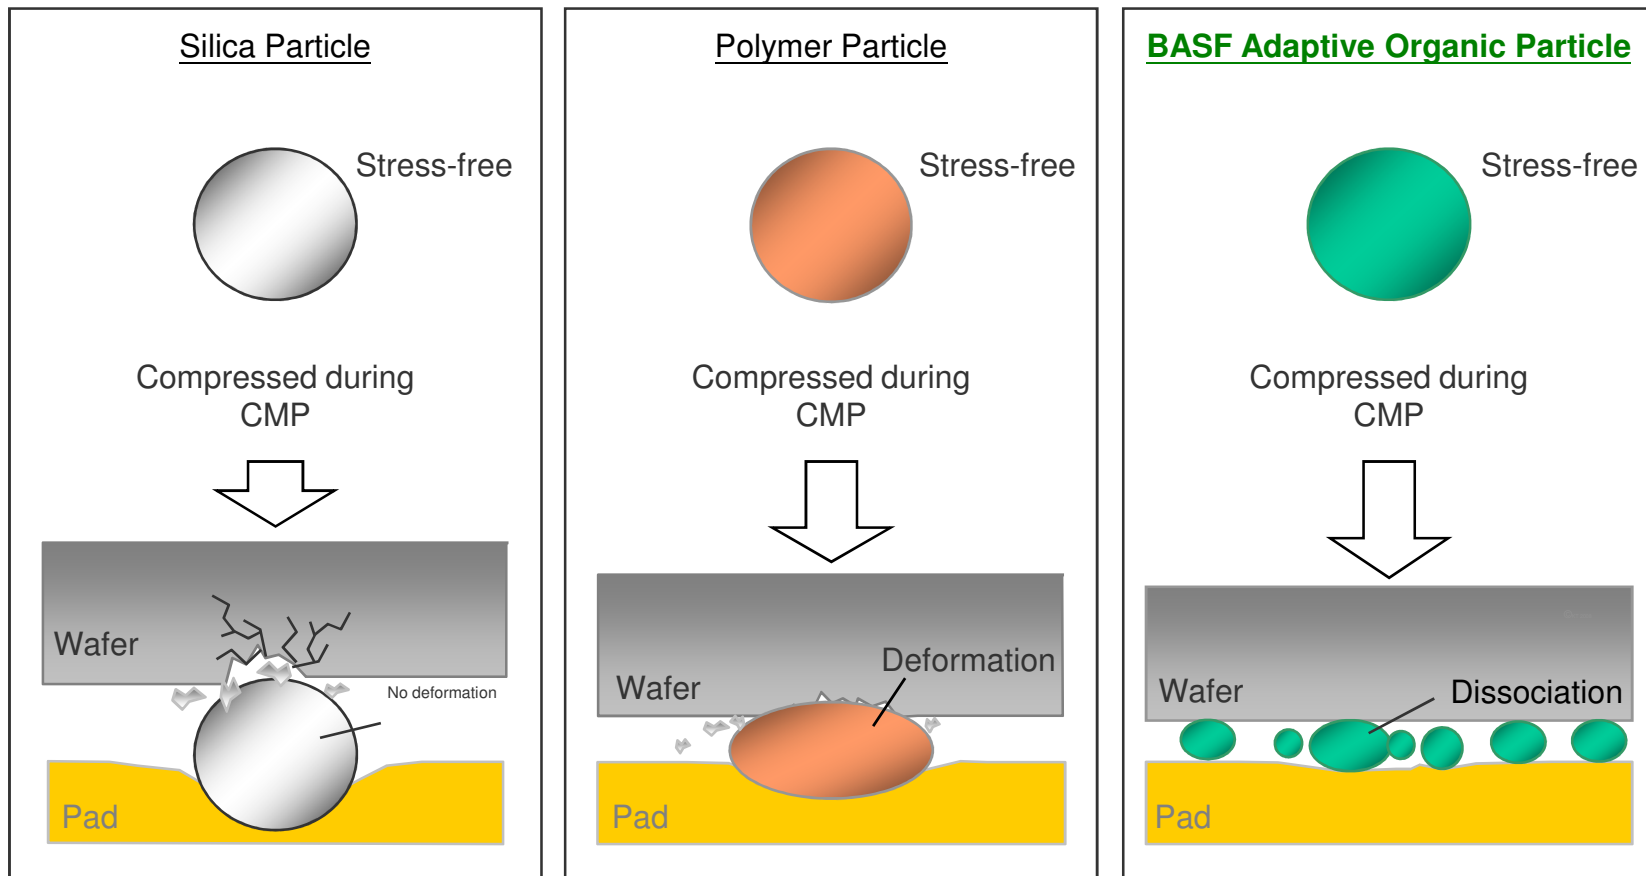 Silica Particle
Stress-free
Compressed during
CMP
Wafer
No deformation
Pad
Polymer Particle
Stress-free
Compressed during
CMP
Deformation
Wafer
Pad
BASF Adaptive Organic Particle
Stress-free
Compressed during
CMP
Wafer
Dissociation
Pad